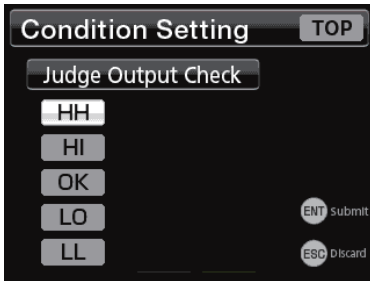 Condition Setting TOP
Judge Output Check
HH
HI
OK
LO
ENT Submit
LL
ESC Discard